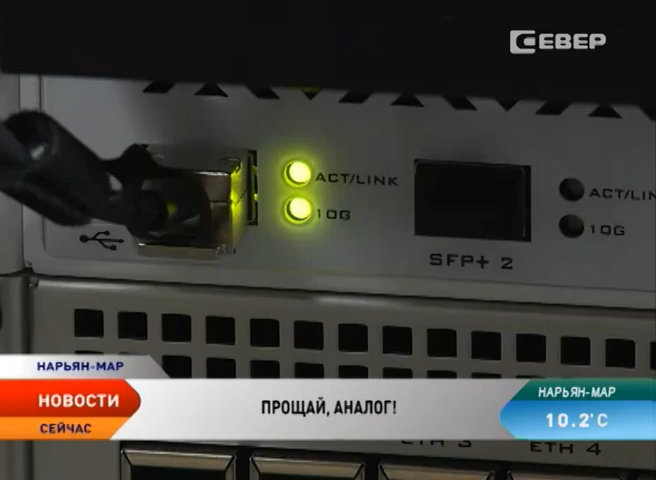 СЕВЕР
ACT/LINK
10G
SFP+ 2
ACT/LIN
10G
НАРЬЯН-МАР
НОВОСТИ
СЕЙЧАС
ПРОЩАЙ, АНАЛОГ!
НАРЬЯН-МАР
10.2°C
ETH 3
ETH 4